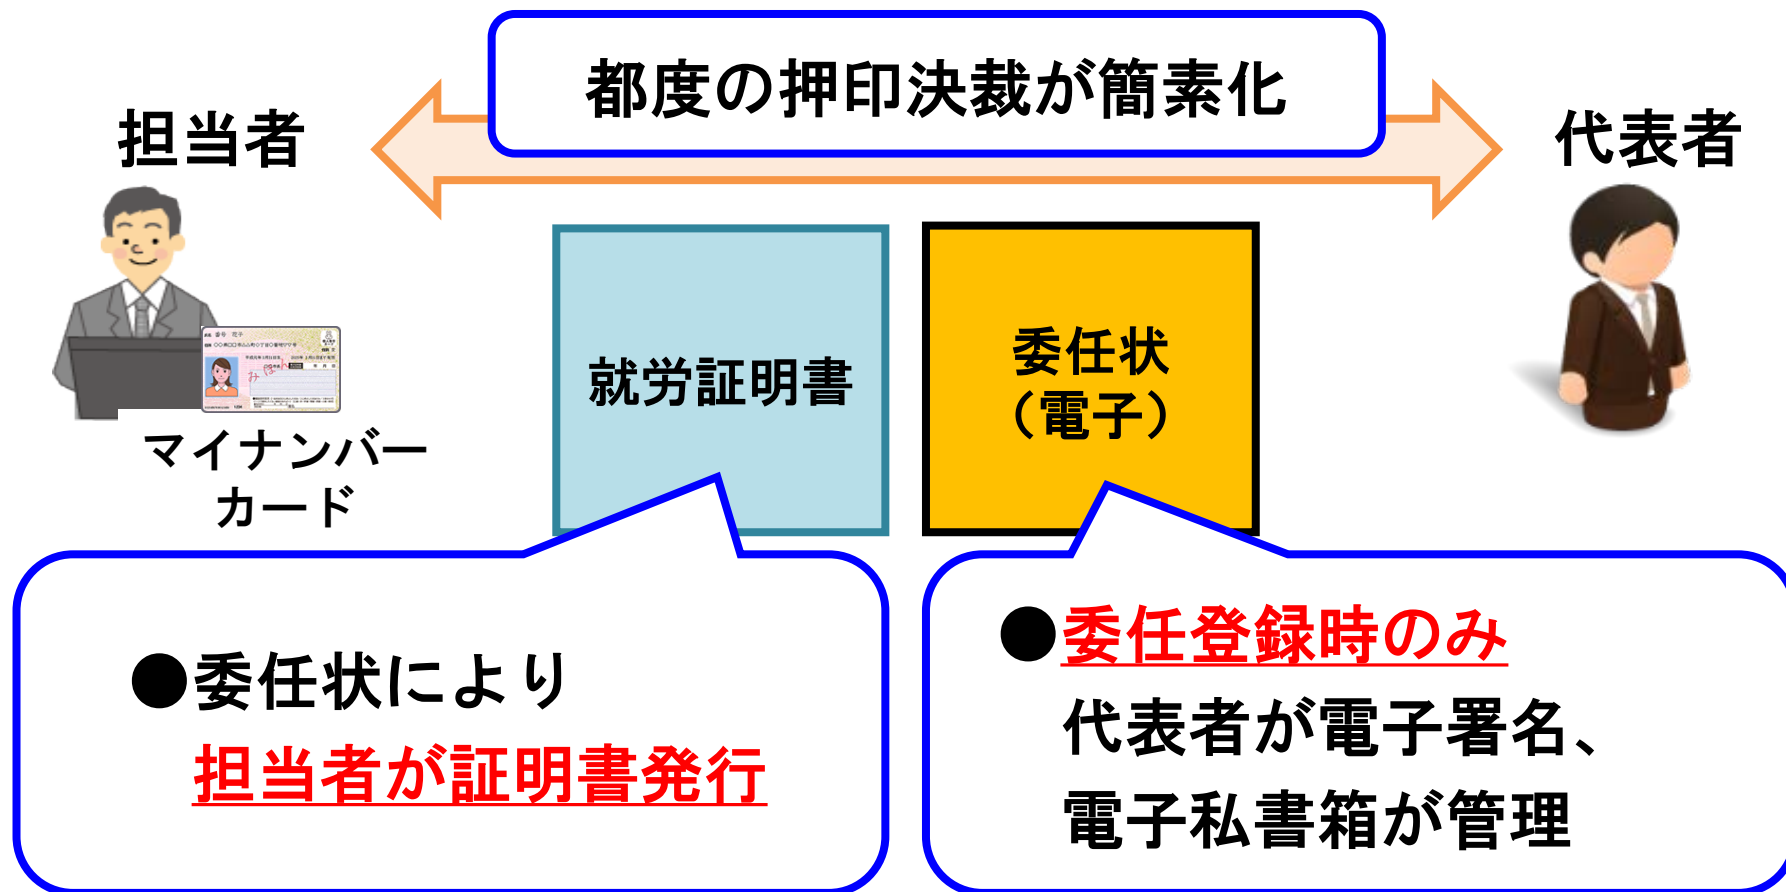 都度の押印決裁が簡素化
担当者
代表者
マイナンバー
カード
就労証明書
委任状
（電子）
●委任状により
担当者が証明書発行
●委任登録時のみ
代表者が電子署名、
電子私書箱が管理